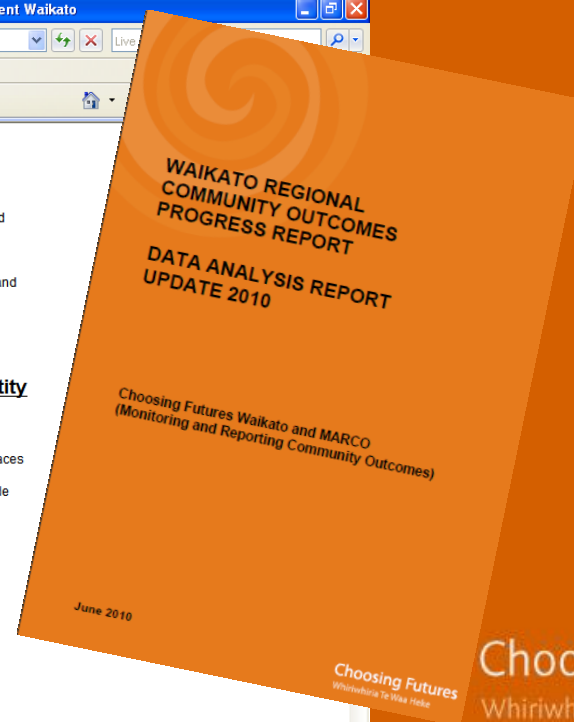 ent Waikato
Live
d
and
tity
aces
le
WAIKATO REGIONAL
COMMUNITY OUTCOMES
PROGRESS REPORT
DATA ANALYSIS REPORT
UPDATE 2010
Choosing Futures Waikato and MARCO
(Monitoring and Reporting Community Outcomes)
June 2010
Choosing Futures
Whiriwhiria Te Waa Heke
Choo
Whiriwh